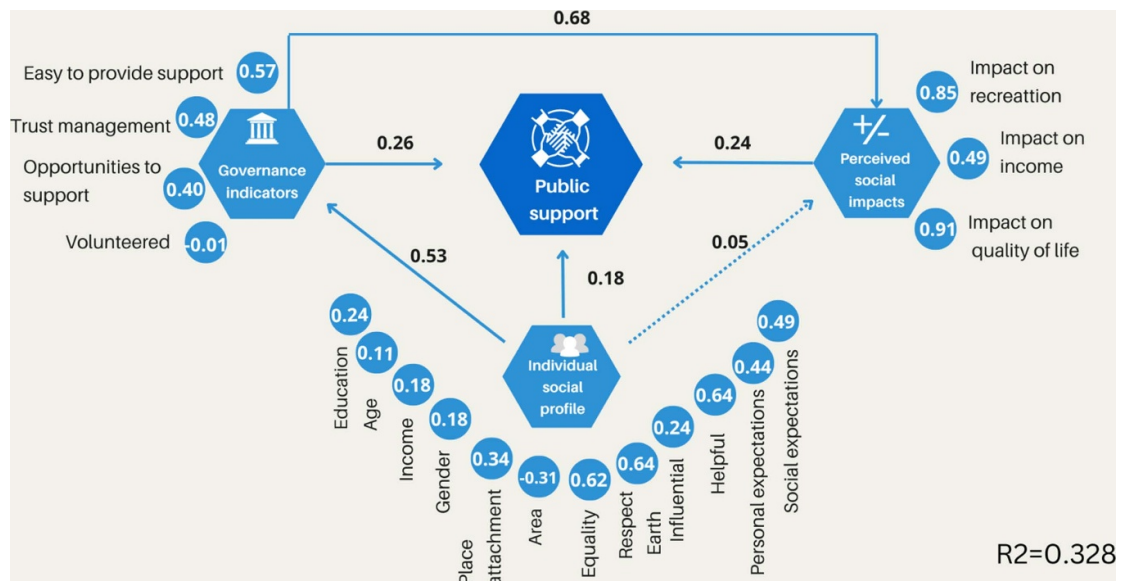 0.68
Easy to provide support
0.57
Trust management
0.48
Opportunities to
support
0.40
Volunteered
-0.01
Governance
indicators
0.26
Public
support
0.24
Perceived
social
impacts
+/-
0.85
Impact on
recreattion
0.49
Impact on
income
0.91
Impact on
quality of life
0.53
0.18
0.05
Individual
social
profile
0.24
Education
0.11
Age
0.18
Income
0.18
Gender
0.34
Place
attachment
-0.31
Area
0.62
Equality
0.64
Respect
Earth
0.24
Influential
0.64
Helpful
0.44
Personal expectations
0.49
Social expectations
R2=0.328